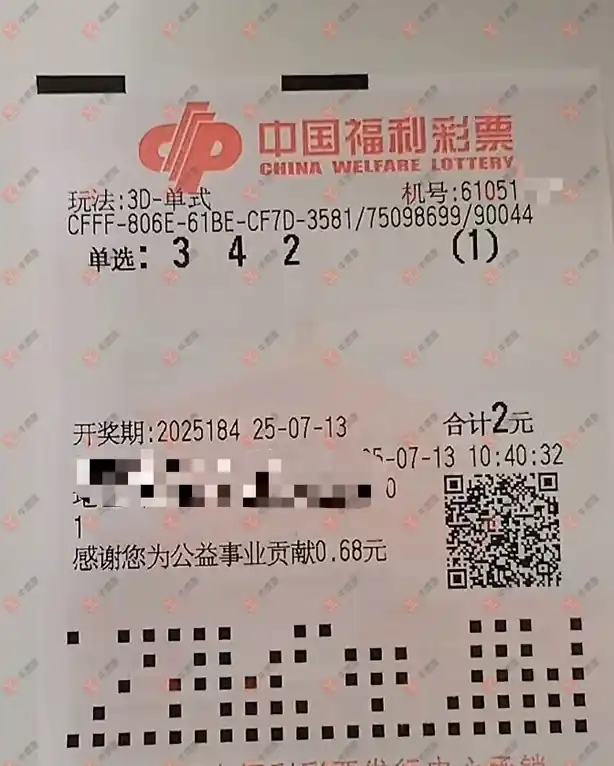 中国福利彩票
CHINA WELFARE LOTTERY
玩法:3D-单式 机号:61051
CFFF-806E-61BE-CF7D-3581/75098699/90044
单选: 3 4 2 (1)
开奖期:2025184 25-07-13 合计2元
25-07-13 10:40:32
0
1
感谢您为公益事业贡献0.68元